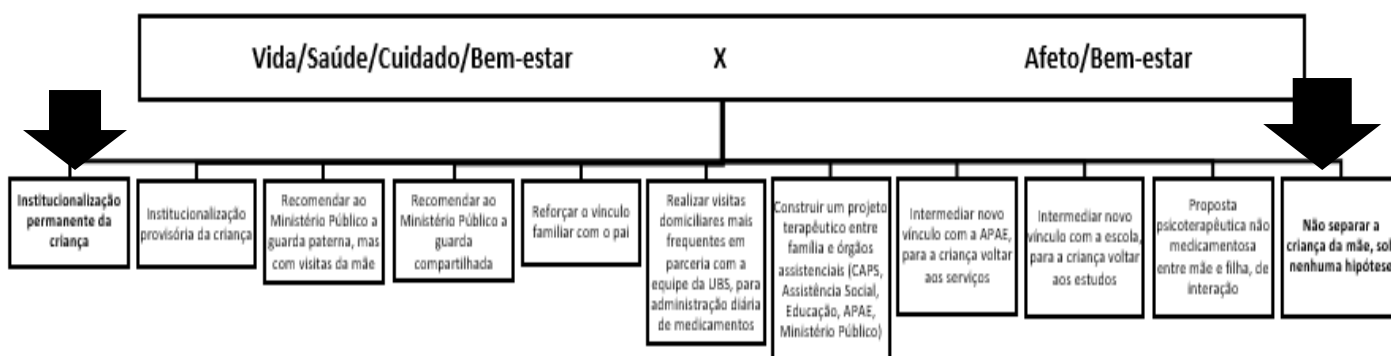 Vida/Saúde/Cuidado/Bem-estar X Afeto/Bem-estar
Institucionalização
permanente da
criança
Institucionalização
provisória da criança
Recomendar ao
Ministério Público a
guarda paterna, mas
com visitas da mãe
Recomendar ao
Ministério Público a
guarda
compartilhada
Reforçar o vínculo
familiar com o pai
Realizar visitas
domiciliares mais
frequentes em
parceria com a
equipe da UBS, para
administração diária
de medicamentos
Construir um projeto
terapêutico entre
família e órgãos
assistenciais (CAPS,
Assistência Social,
Educação, APAE,
Ministério Público)
Intermediar novo
vínculo com a APAE,
para a criança voltar
aos serviços
Intermediar novo
vínculo com a escola,
para a criança voltar
aos estudos
Proposta
psicoterapêutica não
medicamentosa
entre mãe e filha, de
interação
Não separar a
criança da mãe, sob
nenhuma hipótese